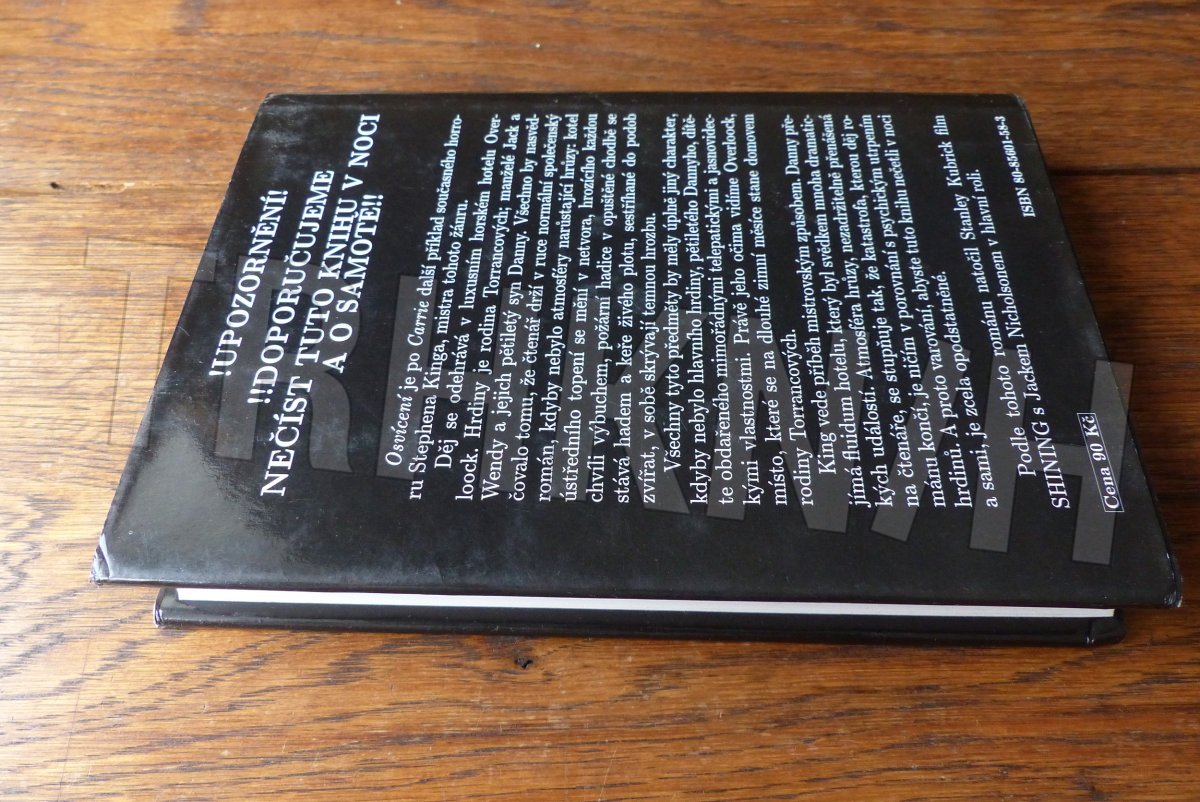 !UPOZORNĚNÍ!
!!DOPORUČUJEME
NEČÍST TUTO KNIHU V NOCI
A O SAMOTĚ!!
Osvícení je po Carrie další příklad současného horro-
ru Stephena Kinga, mistra tohoto žánru.
Děj se odehrává v luxusním horském hotelu Over-
loock. Hrdiny je rodina Torrancových; manželé Jack a
Wendy a jejich pětiletý syn Danny. Všechno by nasvěd-
čovalo tomu, že čtenář drží v ruce normální společenský
román, kdyby nebylo atmosféry narůstající hrůzy: kotel
ústředního topení se mění v netvora, hrozícího každou
chvíli výbuchem, požární hadice v opuštěné chodbě se
stává hadem a keře živého plotu, sestříhané do podob
zvířat, v sobě skrývají temnou hrozbu.
Všechny tyto předměty by měly úplně jiný charakter,
kdyby nebylo hlavního hrdiny, pětiletého Dannyho, dítě-
te obdařeného mimořádnými telepatickými a jasnovidec-
kými vlastnostmi. Právě jeho očima vidíme Overloock,
místo, které se na dlouhé zimní měsíce stane domovem
rodiny Torrancových.
King vede příběh mistrovským způsobem. Danny pře-
jímá fluidum hotelu, který byl svědkem mnoha dramatic-
kých událostí. Atmosféra hrůzy, nezadržitelně přenášená
na čtenáře, se stupňuje tak, že katastrofa, kterou děj ro-
mánu končí, je ničím v porovnání s psychickým utrpením
hrdinů. A proto varování, abyste tuto knihu nečetli v noci
a sami, je zcela opodstatněné.
Podle tohoto románu natočil Stanley Kubrick film
SHINING s Jackem Nicholsonem v hlavní roli.
Cena 90 Kč
ISBN 80-85601-58-3
TREHKNIH